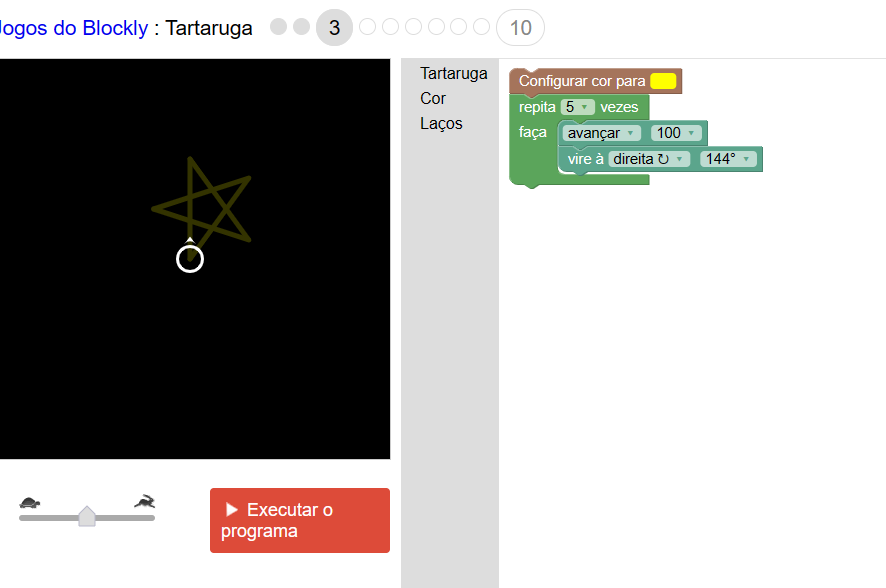 Jogos do Blockly : Tartaruga 3 10
Tartaruga
Cor
Laços
Configurar cor para
repita 5 vezes
faça avançar 100
vire à direita ↻ 144°
Executar o
programa